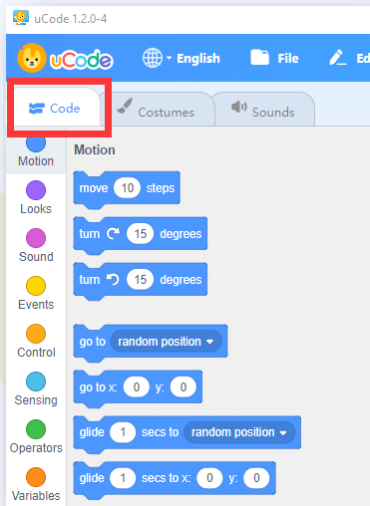 uCode 1.2.0-4
uCode English File Ed
Code Costumes Sounds
Motion
Looks
Sound
Events
Control
Sensing
Operators
Variables
Motion
move 10 steps
turn 15 degrees
turn 15 degrees
go to random position
go to x: 0 y: 0
glide 1 secs to random position
glide 1 secs to x: 0 y: 0